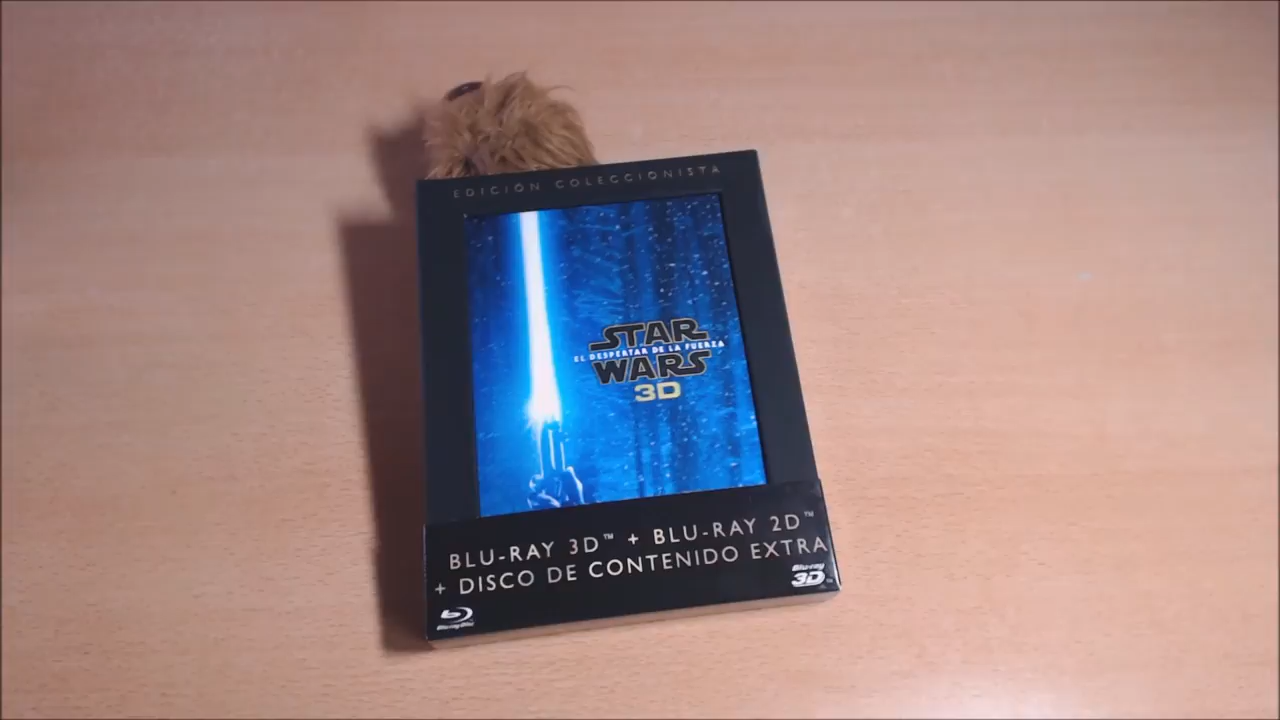 EDICIÓN COLECCIONISTA
STAR
EL DESPERTAR DE LA FUERZA
WARS
3D
BLU-RAY 3D™ + BLU-RAY 2D™
+ DISCO DE CONTENIDO EXTRA
Blu-ray
3D™
Blu-ray Disc